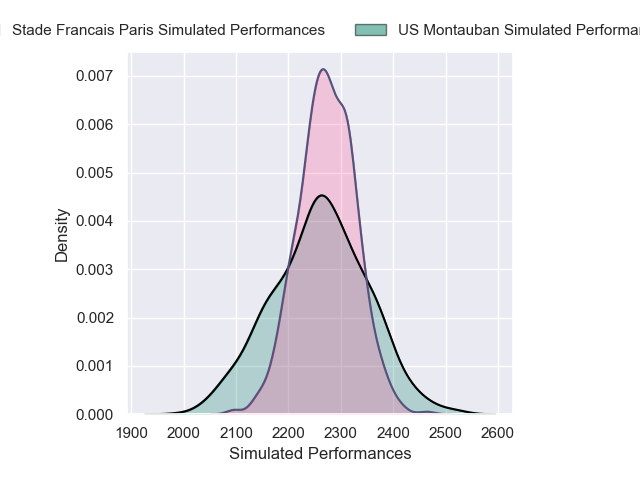 Stade Francais Paris Simulated Performances US Montauban Simulated
0.007
0.006
0.005
0.004
0.003
0.002
0.001
0.000
Density
1900 2000 2100 2200 2300 2400 2500 2600
Simulated Performances